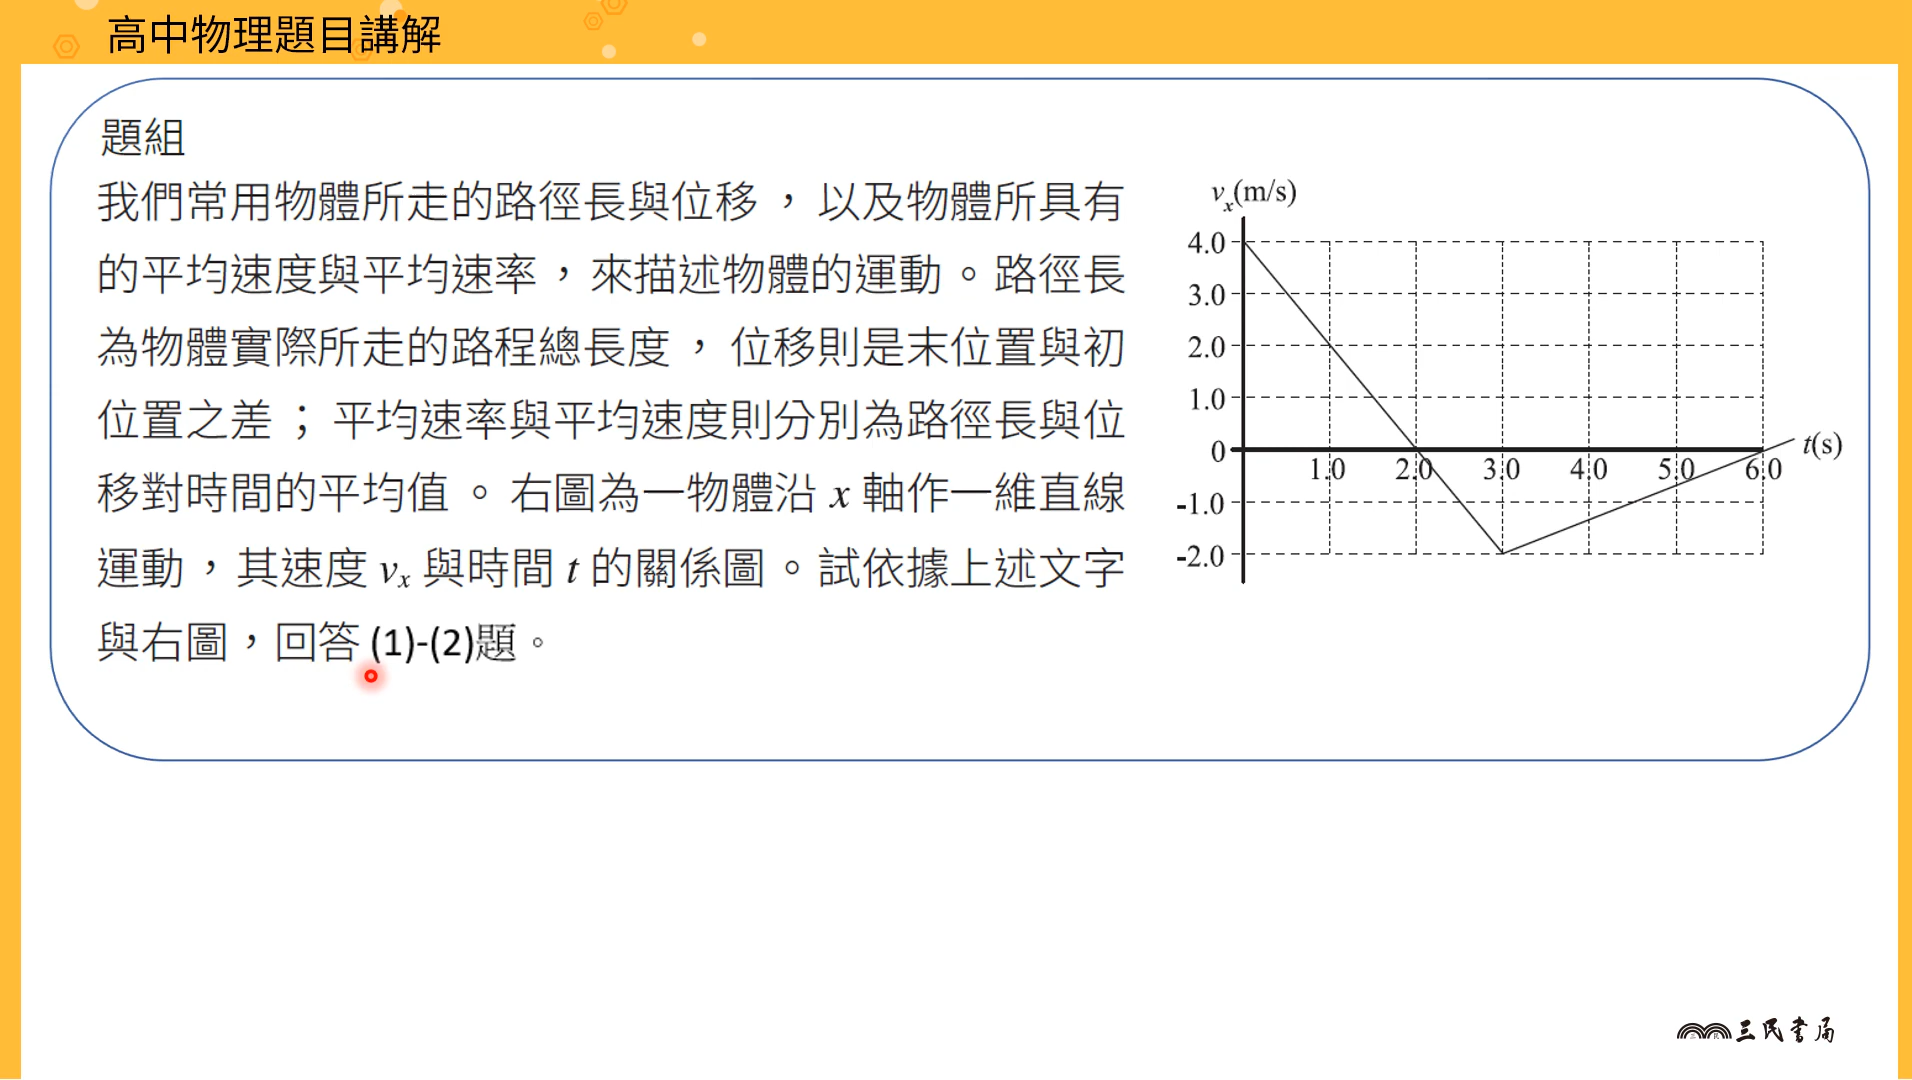 高中物理題目講解
題組
我們常用物體所走的路徑長與位移，以及物體所具有
的平均速度與平均速率，來描述物體的運動。路徑長
為物體實際所走的路程總長度，位移則是末位置與初
位置之差；平均速率與平均速度則分別為路徑長與位
移對時間的平均值。右圖為一物體沿 x 軸作一維直線
運動，其速度 vx 與時間 t 的關係圖。試依據上述文字
與右圖，回答 (1)-(2)題。
vx(m/s)
4.0
3.0
2.0
1.0
0
-1.0
-2.0
1.0 2.0 3.0 4.0 5.0 6.0
t(s)
三民書局